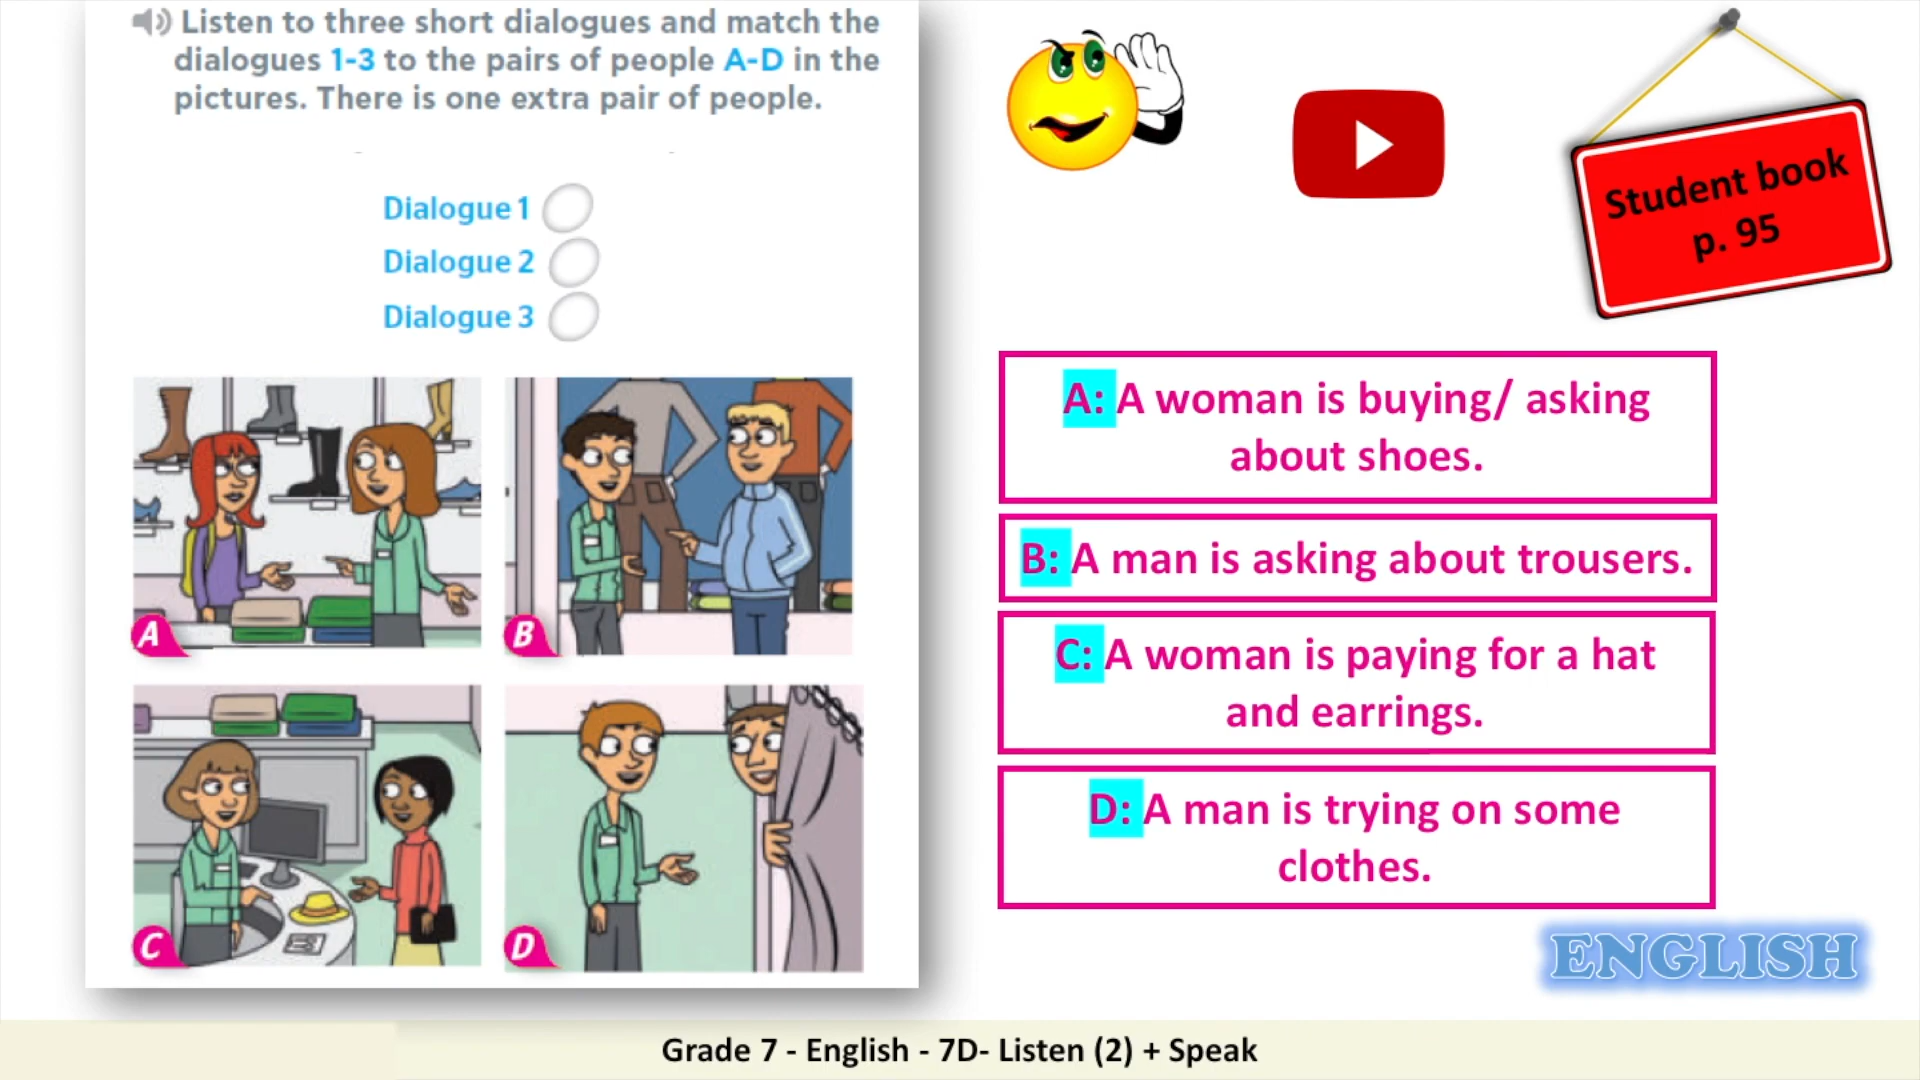 Listen to three short dialogues and match the
dialogues 1-3 to the pairs of people A-D in the
pictures. There is one extra pair of people.
Dialogue 1
Dialogue 2
Dialogue 3
A
B
C
D
Student book
p. 95
A: A woman is buying/ asking
about shoes.
B: A man is asking about trousers.
C: A woman is paying for a hat
and earrings.
D: A man is trying on some
clothes.
ENGLISH
Grade 7 - English - 7D- Listen (2) + Speak